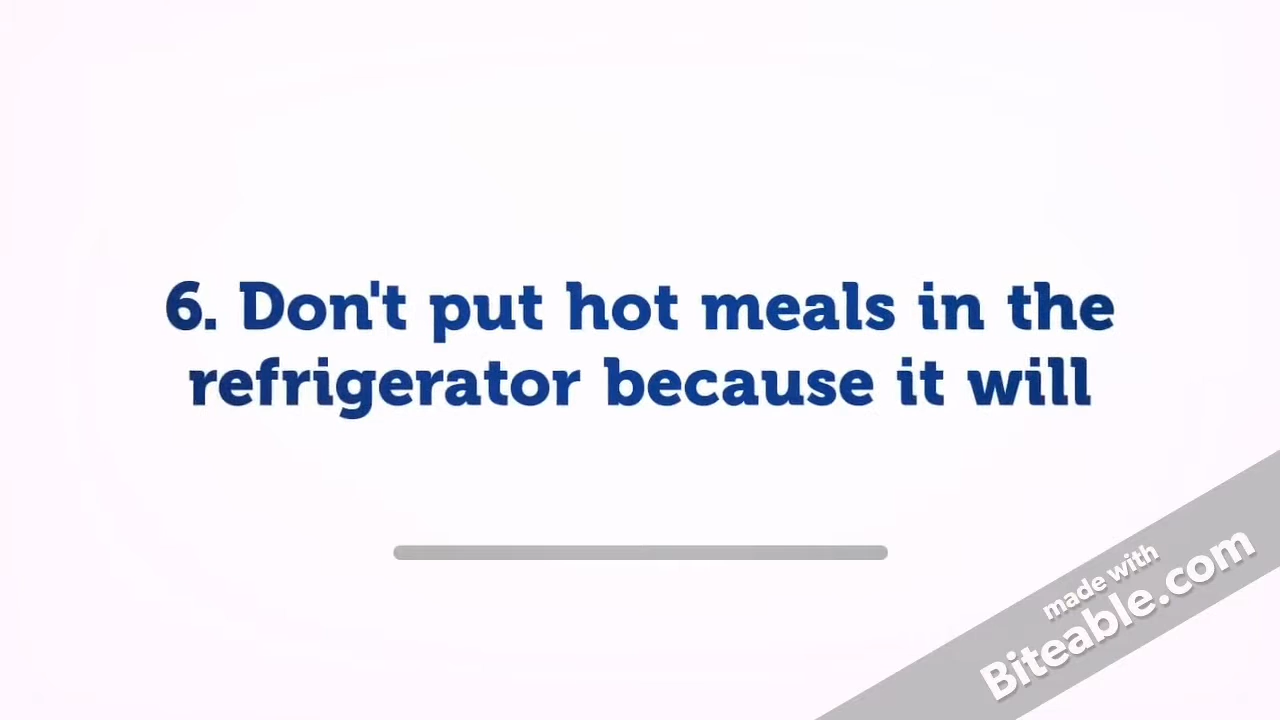 6. Don't put hot meals in the
refrigerator because it will
made with
Biteable.com